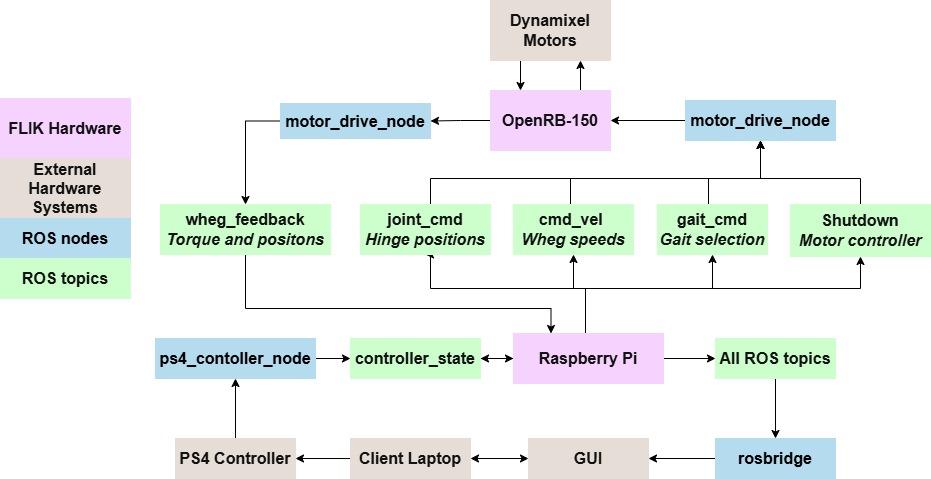 Dynamixel
Motors
FLIK Hardware
External
Hardware
Systems
ROS nodes
ROS topics
motor_drive_node
OpenRB-150
motor_drive_node
wheg_feedback
Torque and positons
joint_cmd
Hinge positions
cmd_vel
Wheg speeds
gait_cmd
Gait selection
Shutdown
Motor controller
ps4_contoller_node
controller_state
Raspberry Pi
All ROS topics
PS4 Controller
Client Laptop
GUI
rosbridge